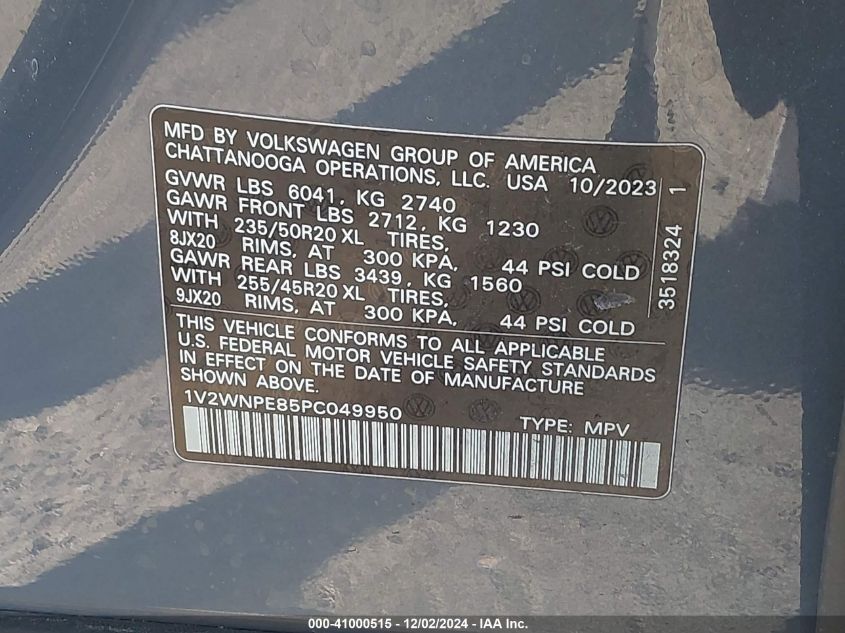 MFD BY VOLKSWAGEN GROUP OF AMERICA
CHATTANOOGA OPERATIONS, LLC. USA 10/2023
GVWR LBS 6041, KG 2740
GAWR FRONT LBS 2712, KG 1230
WITH 235/50R20 XL TIRES,
8JX20 RIMS, AT 300 KPA, 44 PSI COLD
GAWR REAR LBS 3439, KG 1560
WITH 255/45R20 XL TIRES,
9JX20 RIMS, AT 300 KPA, 44 PSI COLD
THIS VEHICLE CONFORMS TO ALL APPLICABLE
U.S. FEDERAL MOTOR VEHICLE SAFETY STANDARDS
IN EFFECT ON THE DATE OF MANUFACTURE
SHOWN ABOVE.
1V2WNPE85PC049950
TYPE: MPV
3518324 1
000-41000515 - 12/02/2024 - IAAI Inc.